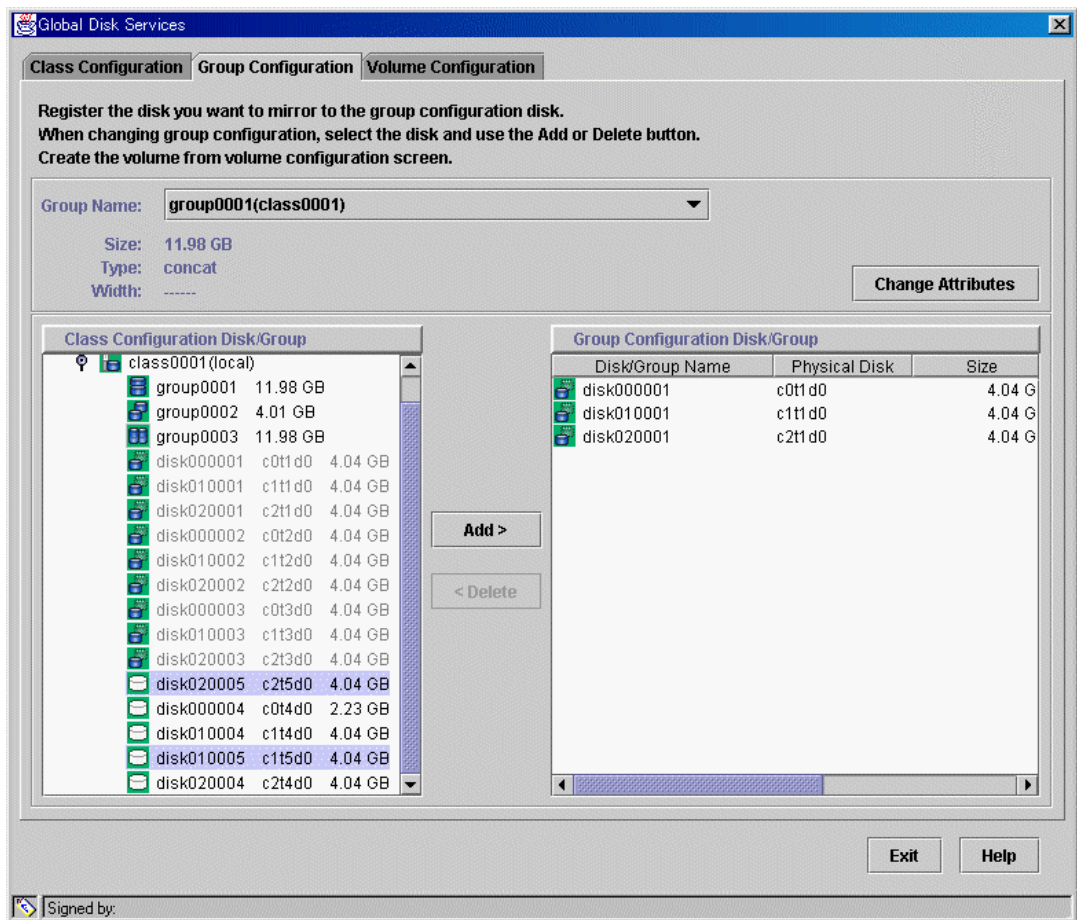 Global Disk Services
Class Configuration Group Configuration Volume Configuration
Register the disk you want to mirror to the group configuration disk.
When changing group configuration, select the disk and use the Add or Delete button.
Create the volume from volume configuration screen.
Group Name: group0001(class0001)
Size: 11.98 GB
Type: concat
Width: ------
Change Attributes
Class Configuration Disk/Group
class0001(local)
group0001 11.98 GB
group0002 4.01 GB
group0003 11.98 GB
disk000001 c0t1d0 4.04 GB
disk010001 c1t1d0 4.04 GB
disk020001 c2t1d0 4.04 GB
disk000002 c0t2d0 4.04 GB
disk010002 c1t2d0 4.04 GB
disk020002 c2t2d0 4.04 GB
disk000003 c0t3d0 4.04 GB
disk010003 c1t3d0 4.04 GB
disk020003 c2t3d0 4.04 GB
disk020005 c2t5d0 4.04 GB
disk000004 c0t4d0 2.23 GB
disk010004 c1t4d0 4.04 GB
disk010005 c1t5d0 4.04 GB
disk020004 c2t4d0 4.04 GB
Add >
< Delete
Group Configuration Disk/Group
Disk/Group Name Physical Disk Size
disk000001 c0t1d0 4.04 G
disk010001 c1t1d0 4.04 G
disk020001 c2t1d0 4.04 G
Exit Help
Signed by: